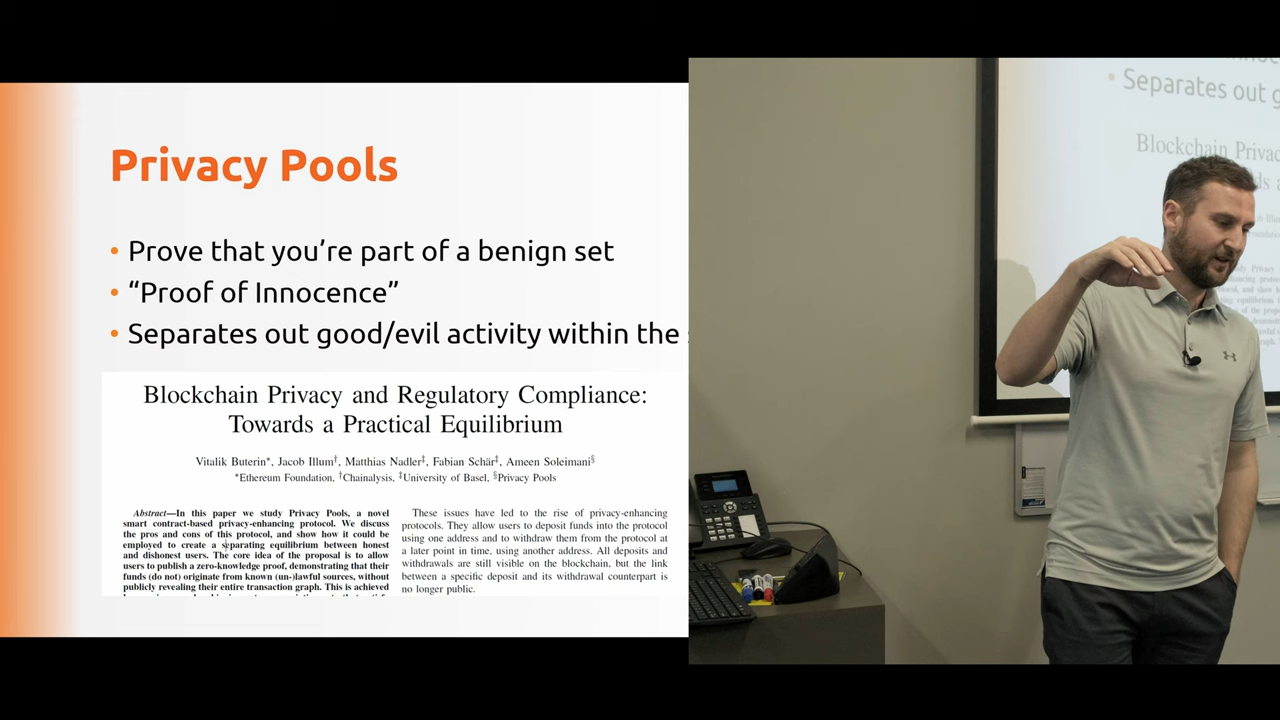 Privacy Pools
• Prove that you’re part of a benign set
• “Proof of Innocence”
• Separates out good/evil activity within the
Blockchain Privacy and Regulatory Compliance:
Towards a Practical Equilibrium
Vitalik Buterin*, Jacob Illum†, Matthias Nadler‡, Fabian Schär‡, Ameen Soleimani§
*Ethereum Foundation, †Chainalysis, ‡University of Basel, §Privacy Pools
Abstract—In this paper we study Privacy Pools, a novel
smart contract-based privacy-enhancing protocol. We discuss
the pros and cons of this protocol, and show how it could be
employed to create a separating equilibrium between honest
and dishonest users. The core idea of the proposal is to allow
users to publish a zero-knowledge proof, demonstrating that their
funds (do not) originate from known (un-)lawful sources, without
publicly revealing their entire transaction graph. This is achieved
These issues have led to the rise of privacy-enhancing
protocols. They allow users to deposit funds into the protocol
using one address and to withdraw them from the protocol at
a later point in time, using another address. All deposits and
withdrawals are still visible on the blockchain, but the link
between a specific deposit and its withdrawal counterpart is
no longer public.
• Separates out g
Blockchain Privac